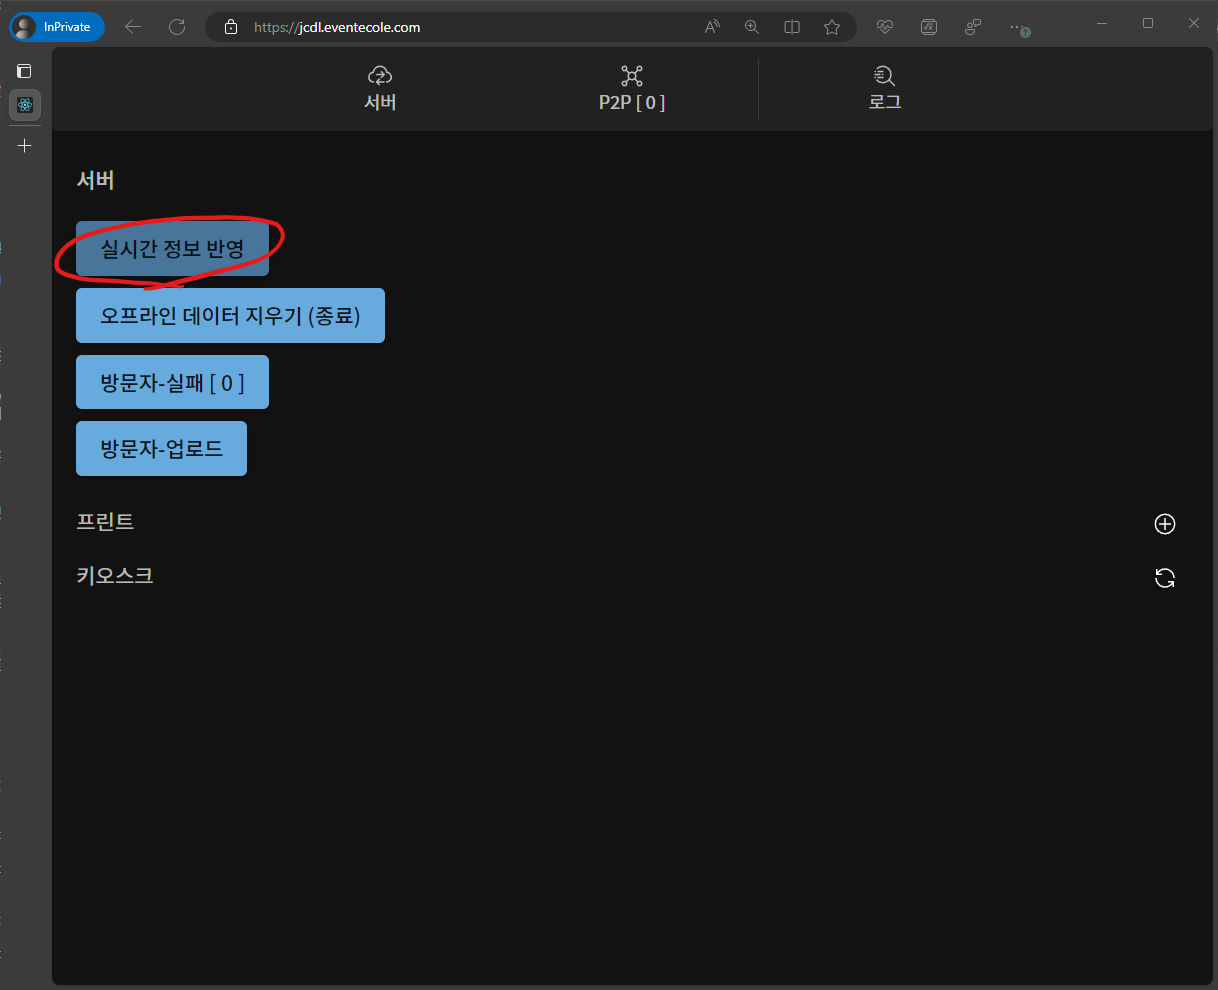 InPrivate
https://jcdl.eventecole.com
서버
P2P [ 0 ]
로그
서버
실시간 정보 반영
오프라인 데이터 지우기 (종료)
방문자-실패 [ 0 ]
방문자-업로드
프린트
키오스크